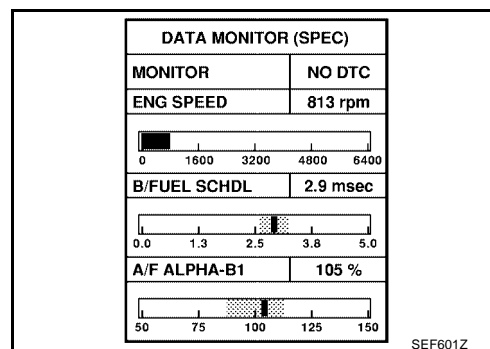 DATA MONITOR (SPEC)
MONITOR NO DTC
ENG SPEED 813 rpm
0 1600 3200 4800 6400
B/FUEL SCHDL 2.9 msec
0.0 1.3 2.5 3.8 5.0
A/F ALPHA-B1 105 %
50 75 100 125 150
SEF601Z